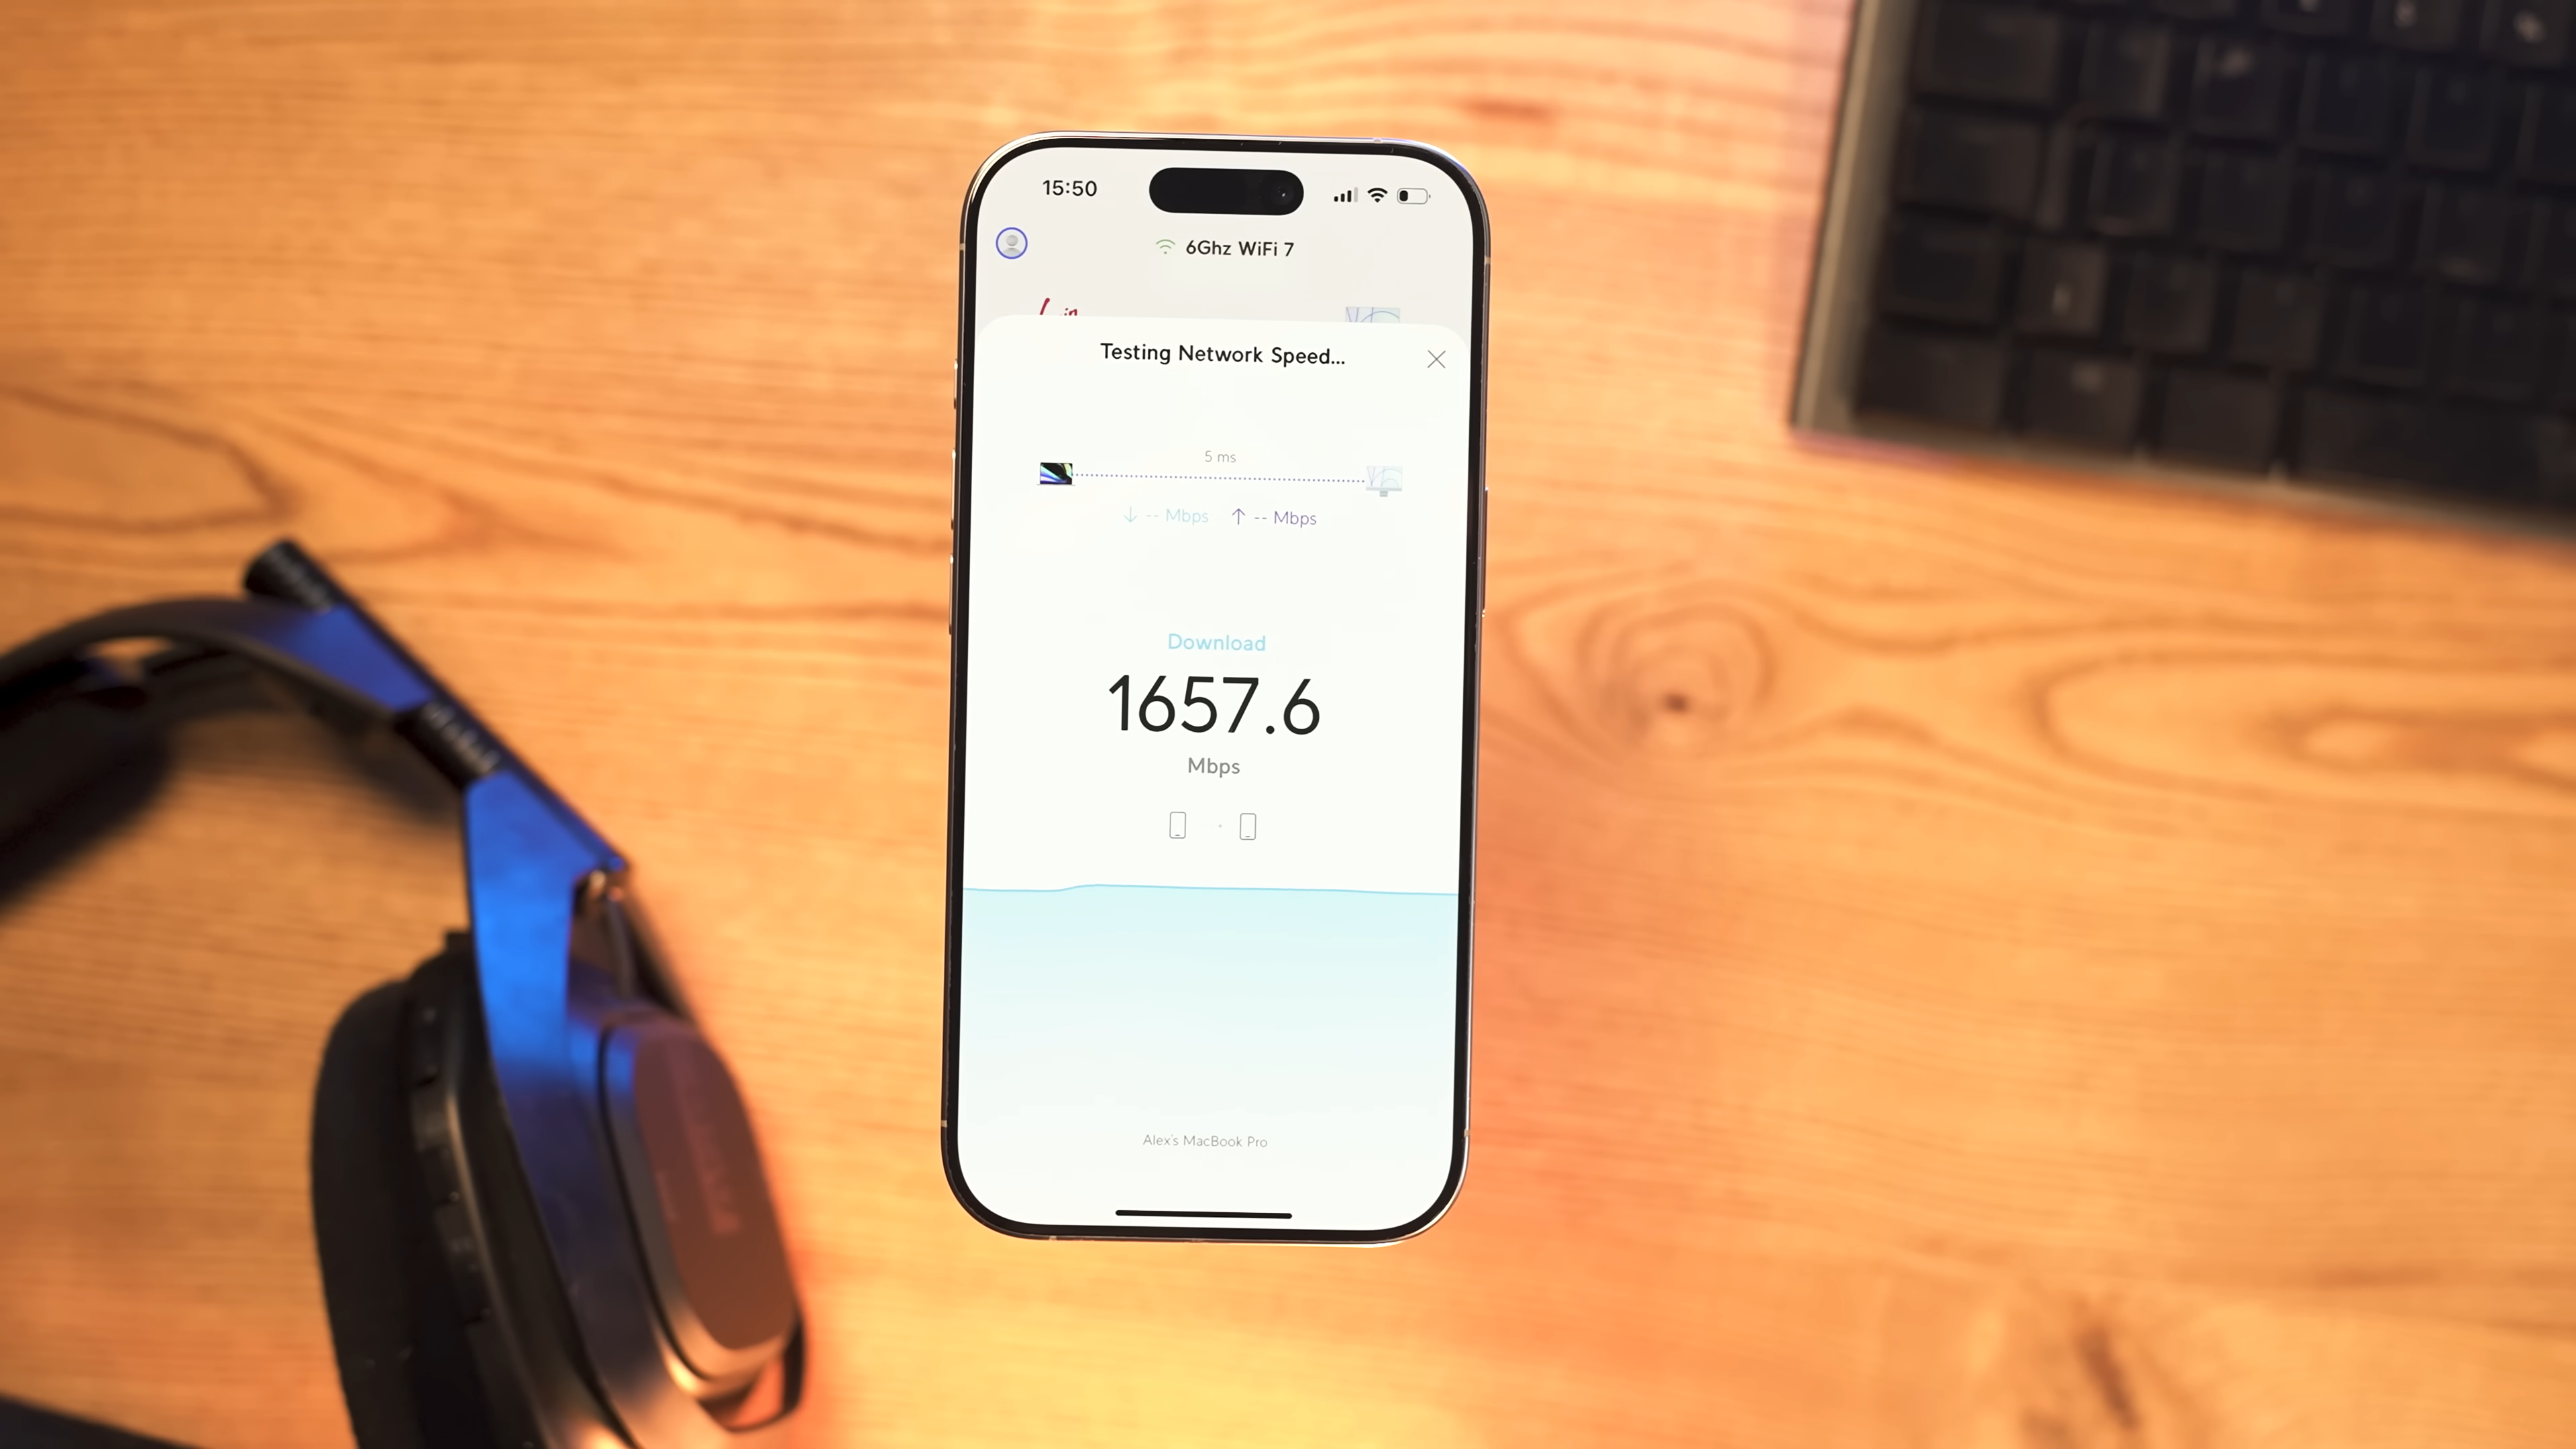 15:50
6Ghz WiFi 7
Testing Network Speed...
5 ms
↓ -- Mbps ↑ -- Mbps
Download
1657.6
Mbps
Alex's MacBook Pro